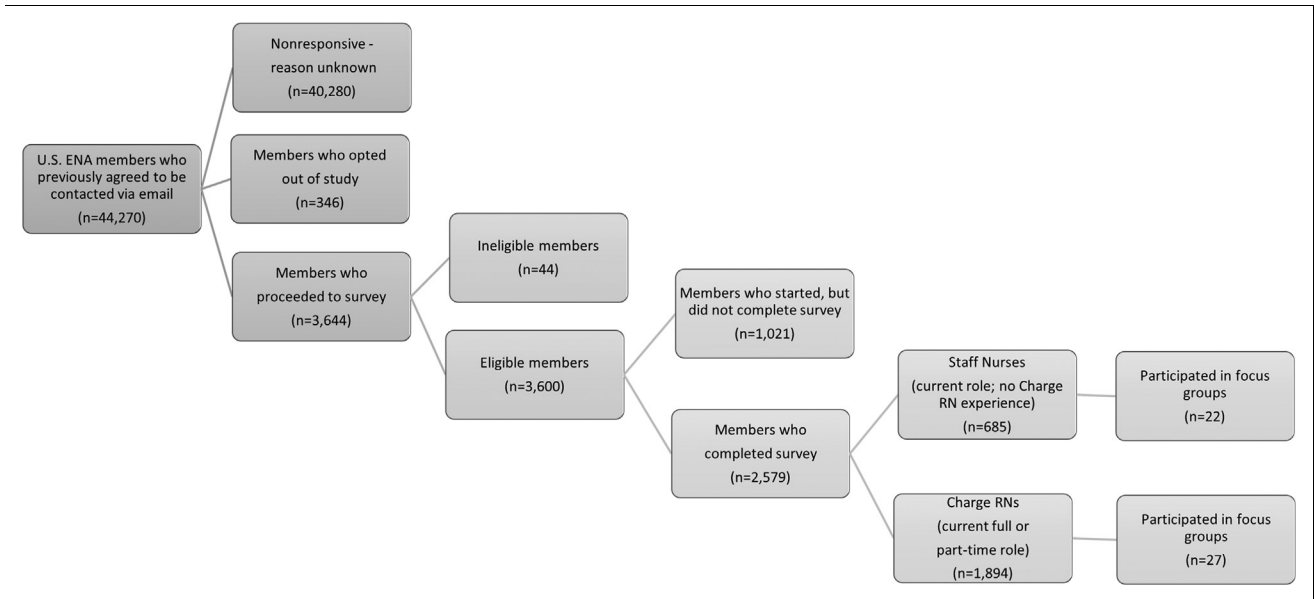 Nonresponsive -
reason unknown
(n=40,280)
U.S. ENA members who
previously agreed to be
contacted via email
(n=44,270)
Members who opted
out of study
(n=346)
Members who
proceeded to survey
(n=3,644)
Ineligible members
(n=44)
Eligible members
(n=3,600)
Members who started, but
did not complete survey
(n=1,021)
Members who
completed survey
(n=2,579)
Staff Nurses
(current role; no Charge
RN experience)
(n=685)
Participated in focus
groups
(n=22)
Charge RNs
(current full or
part-time role)
(n=1,894)
Participated in focus
groups
(n=27)